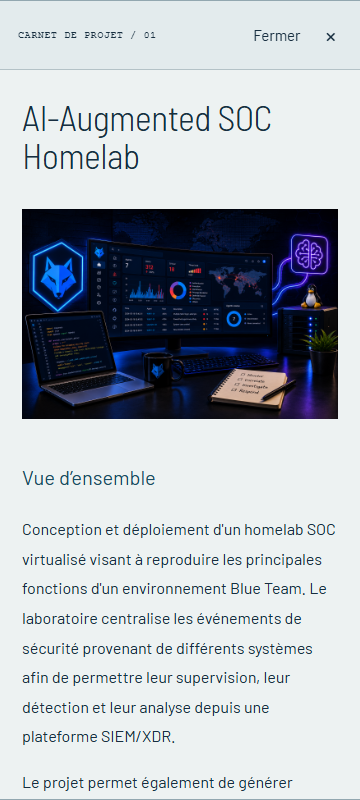 CARNET DE PROJET / 01
Fermer ×
AI-Augmented SOC
Homelab
Vue d'ensemble
Conception et déploiement d'un homelab SOC
virtualisé visant à reproduire les principales
fonctions d'un environnement Blue Team. Le
laboratoire centralise les événements de
sécurité provenant de différents systèmes
afin de permettre leur supervision, leur
détection et leur analyse depuis une
plateforme SIEM/XDR.
Le projet permet également de générer